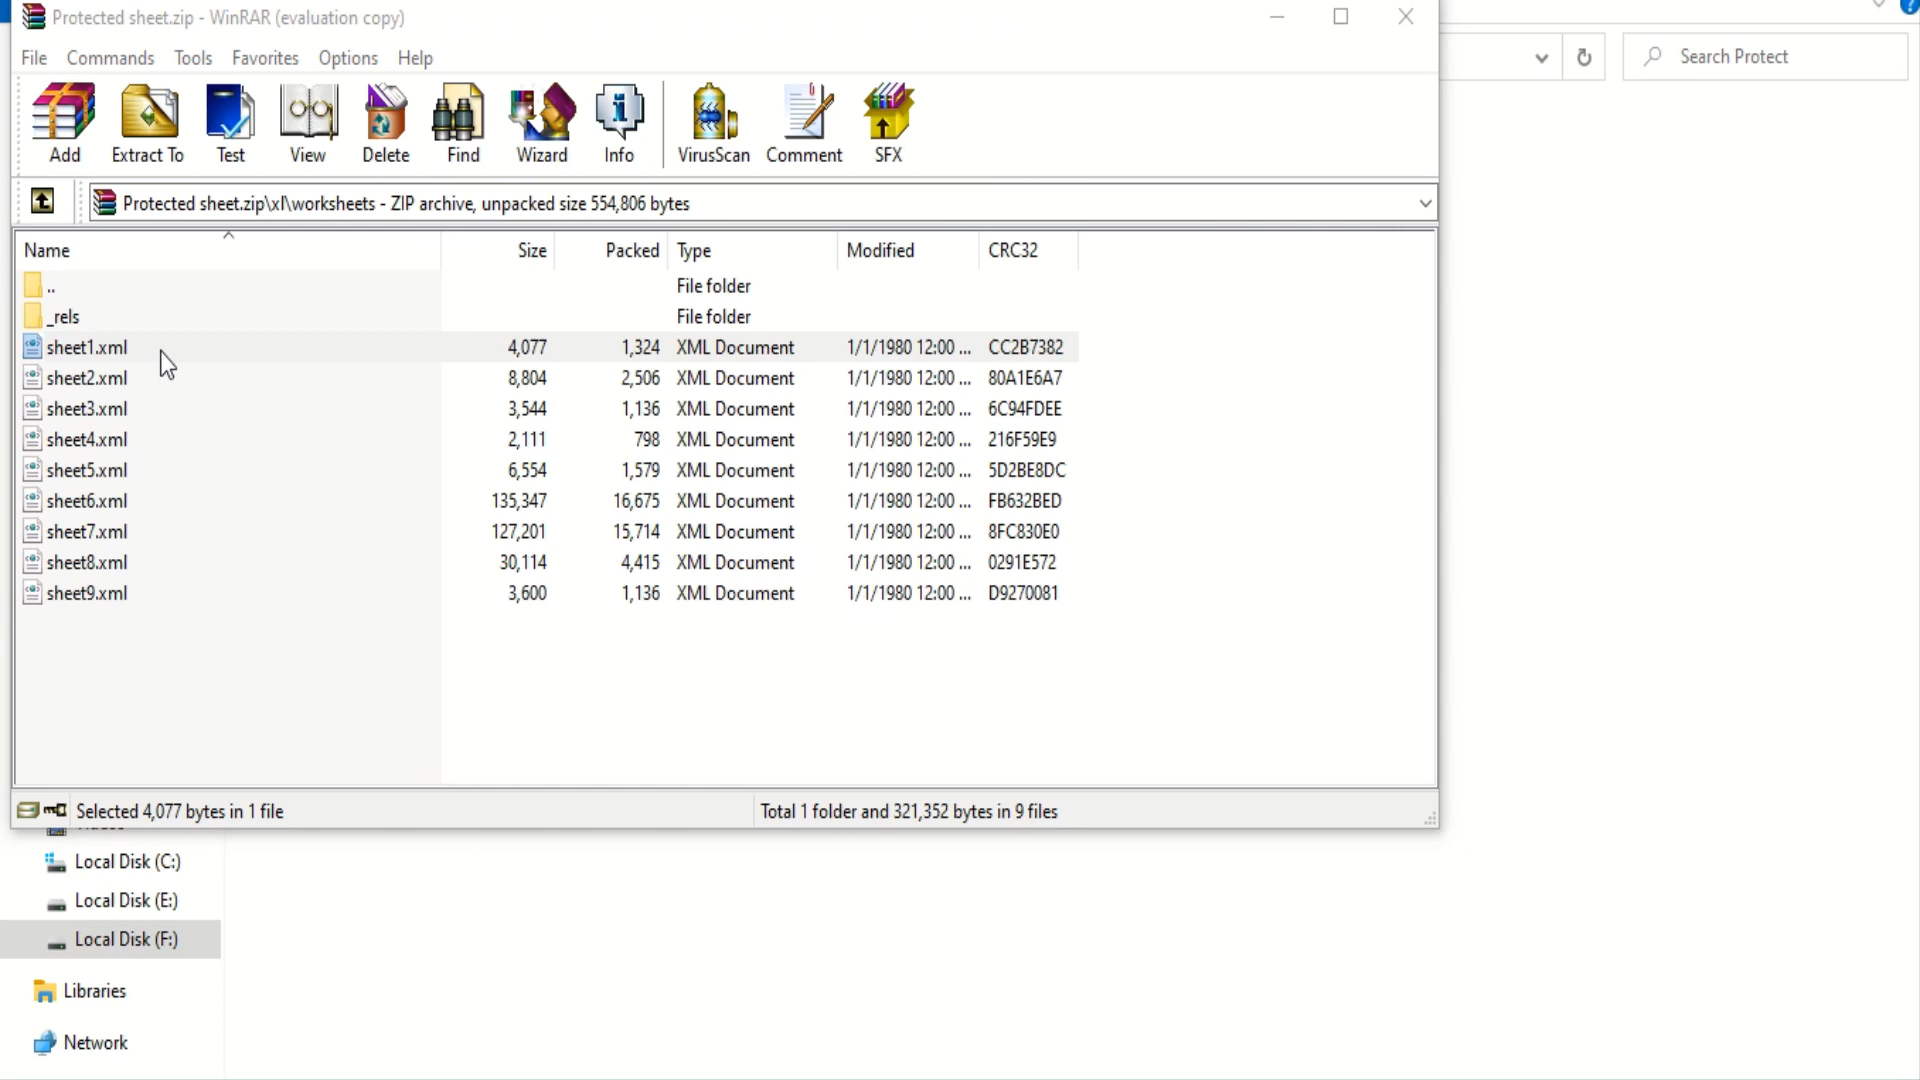 Protected sheet.zip - WinRAR (evaluation copy)
File Commands Tools Favorites Options Help
Search Protect
Add Extract To Test View Delete Find Wizard Info VirusScan Comment SFX
Protected sheet.zip\xl\worksheets - ZIP archive, unpacked size 554,806 bytes
Name Size Packed Type Modified CRC32
.. File folder
_rels File folder
sheet1.xml 4,077 1,324 XML Document 1/1/1980 12:00 ... CC2B7382
sheet2.xml 8,804 2,506 XML Document 1/1/1980 12:00 ... 80A1E6A7
sheet3.xml 3,544 1,136 XML Document 1/1/1980 12:00 ... 6C94FDEE
sheet4.xml 2,111 798 XML Document 1/1/1980 12:00 ... 216F59E9
sheet5.xml 6,554 1,579 XML Document 1/1/1980 12:00 ... 5D2BE8DC
sheet6.xml 135,347 16,675 XML Document 1/1/1980 12:00 ... FB632BED
sheet7.xml 127,201 15,714 XML Document 1/1/1980 12:00 ... 8FC830E0
sheet8.xml 30,114 4,415 XML Document 1/1/1980 12:00 ... 0291E572
sheet9.xml 3,600 1,136 XML Document 1/1/1980 12:00 ... D9270081
Selected 4,077 bytes in 1 file Total 1 folder and 321,352 bytes in 9 files
Local Disk (C:)
Local Disk (E:)
Local Disk (F:)
Libraries
Network